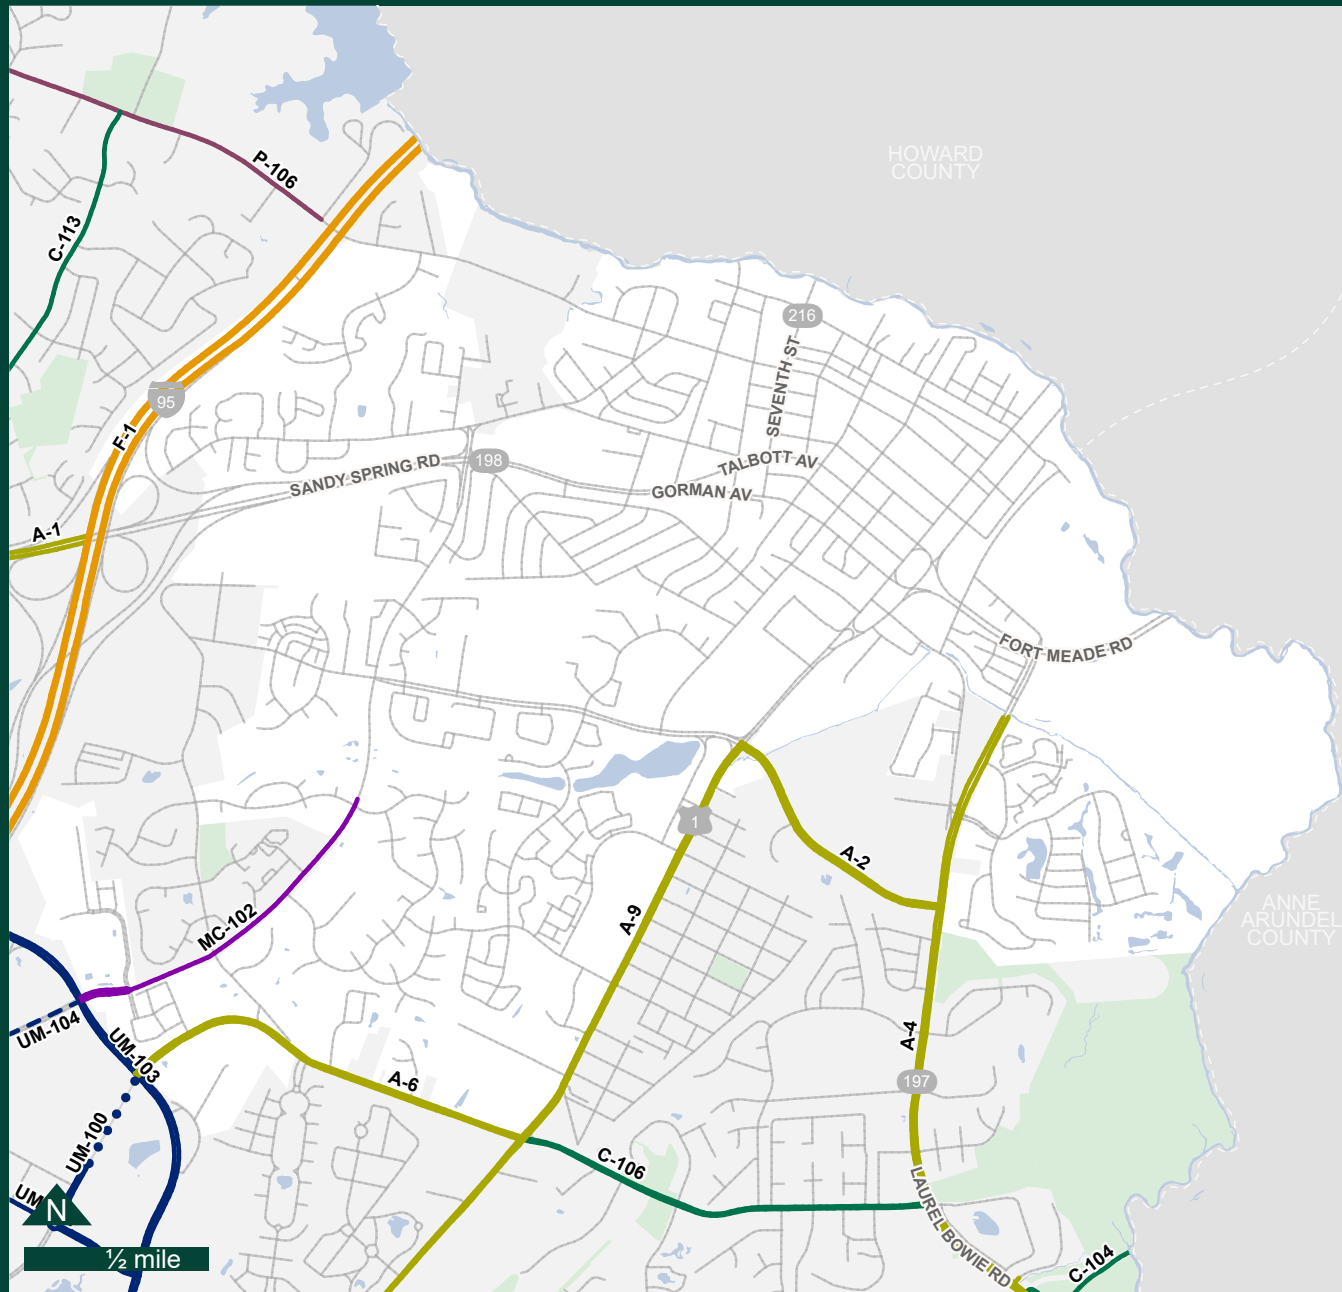 HOWARD
COUNTY
P-106
C-113
216
SEVENTH ST
95
F-1
198
SANDY SPRING RD
TALBOTT AV
GORMAN AV
A-1
FORT MEADE RD
1
A-2
A-9
MC-102
ANNE
ARUNDEL
COUNTY
UM-104
UM-103
A-4
A-6
197
UM-100
C-106
UM
N
LAUREL BOWIE RD
C-104
½ mile